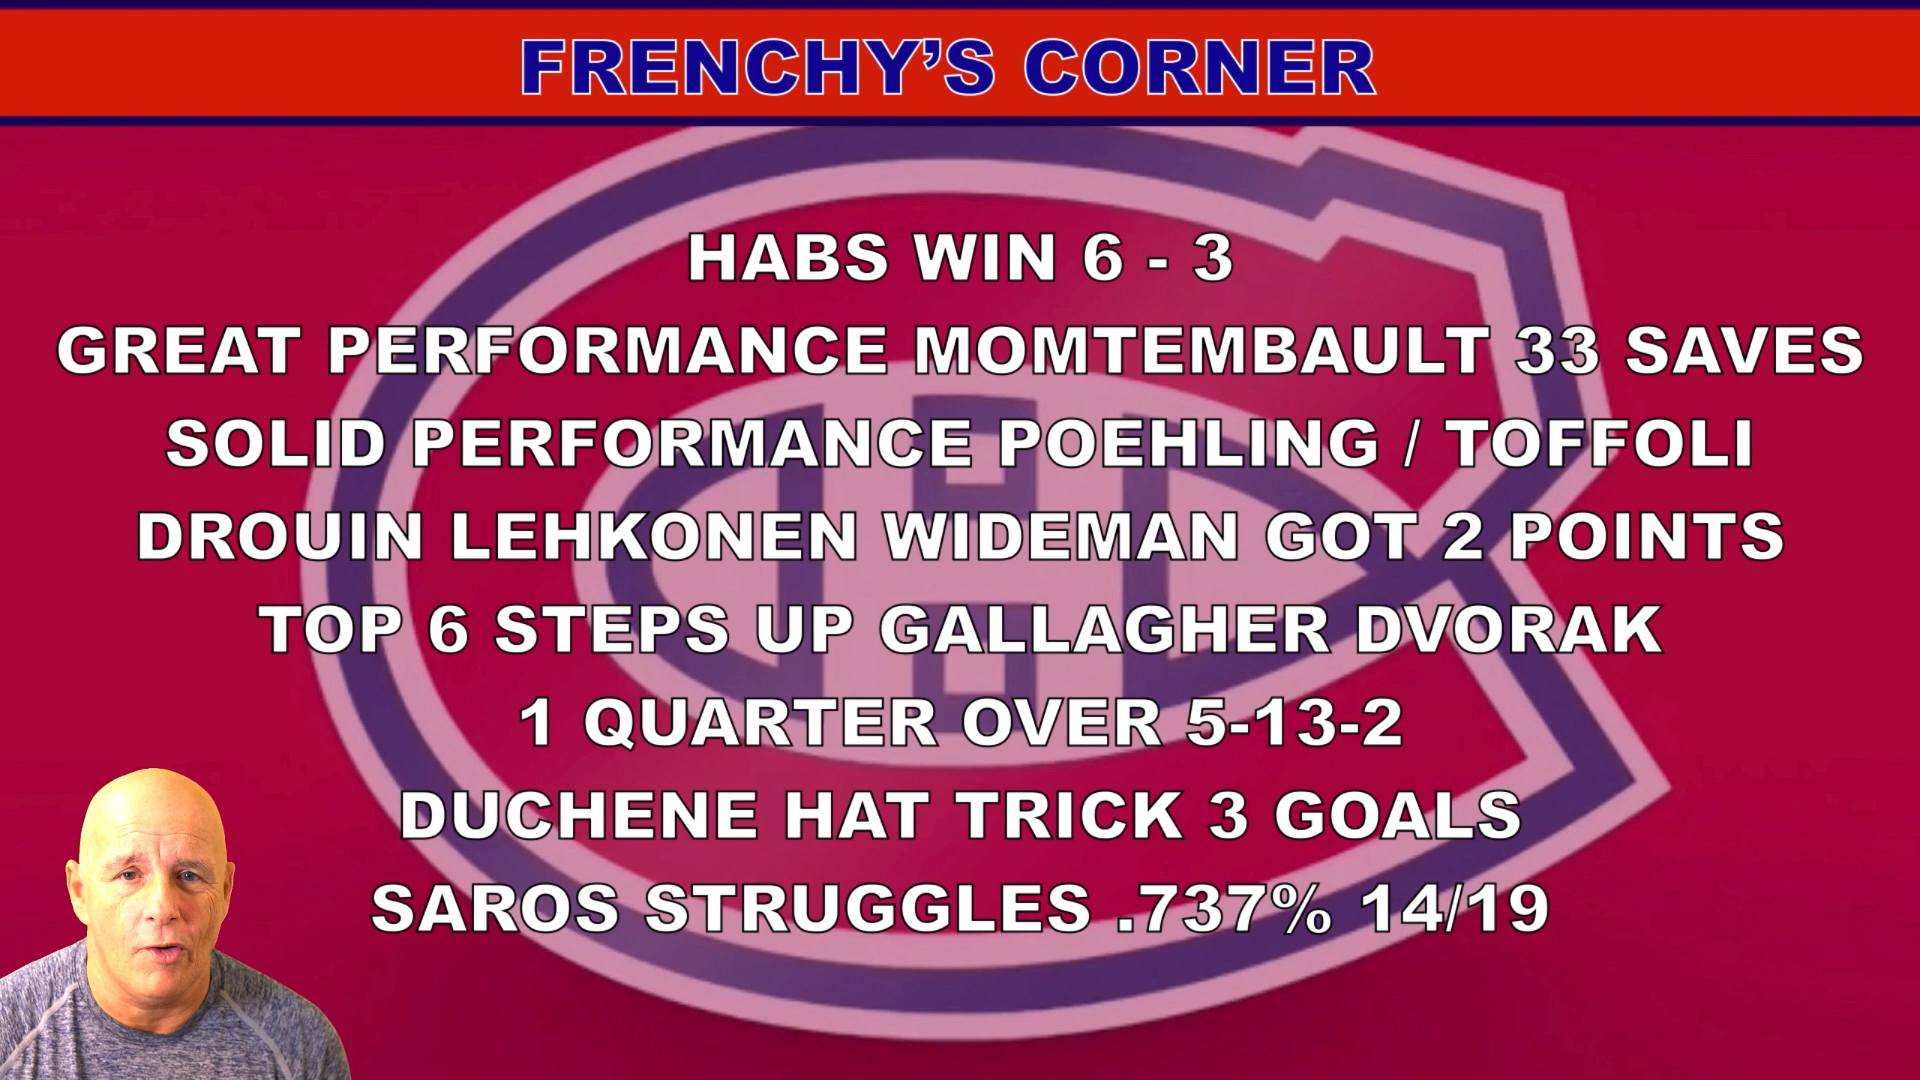 FRENCHY'S CORNER
HABS WIN 6 - 3
GREAT PERFORMANCE MOMTEMBAULT 33 SAVES
SOLID PERFORMANCE POEHLING / TOFFOLI
DROUIN LEHKONEN WIDEMAN GOT 2 POINTS
TOP 6 STEPS UP GALLAGHER DVORAK
1 QUARTER OVER 5-13-2
DUCHENE HAT TRICK 3 GOALS
SAROS STRUGGLES .737% 14/19